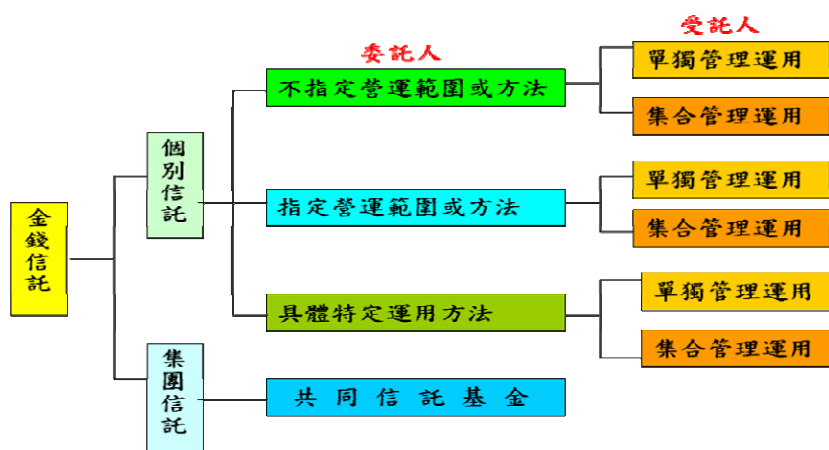 委託人
受託人
金錢信託
個別信託
不指定營運範圍或方法
單獨管理運用
集合管理運用
指定營運範圍或方法
單獨管理運用
集合管理運用
具體特定運用方法
單獨管理運用
集合管理運用
集團信託
共同信託基金